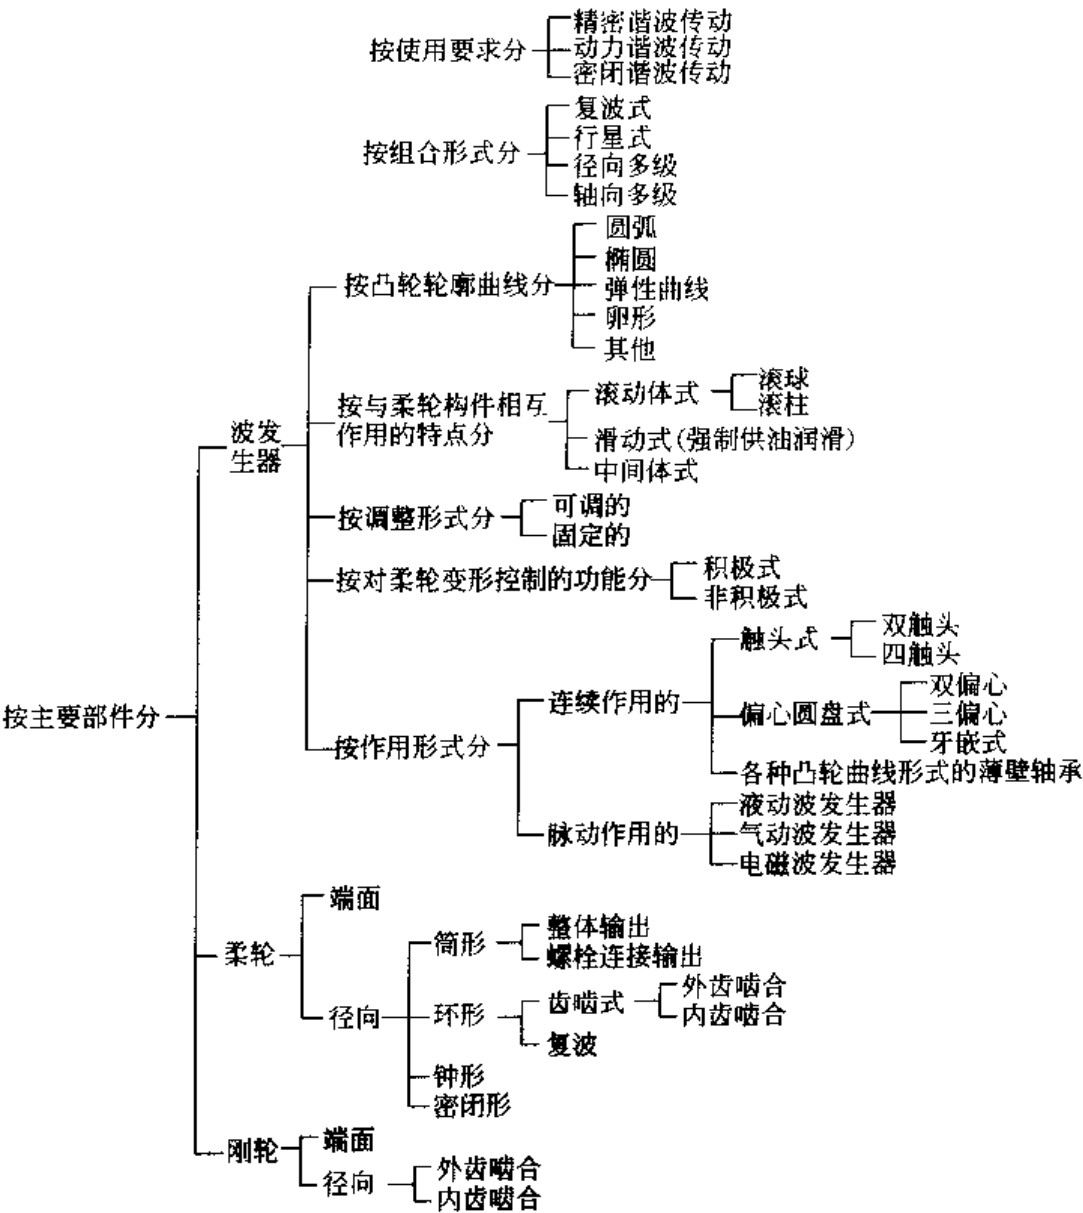 按使用要求分
精密谐波传动
动力谐波传动
密闭谐波传动
按组合形式分
复波式
行星式
径向多级
轴向多级
按主要部件分
波发
生器
按凸轮轮廓曲线分
圆弧
椭圆
弹性曲线
卵形
其他
按与柔轮构件相互
作用的特点分
滚动体式
滚球
滚柱
滑动式(强制供油润滑)
中间体式
按调整形式分
可调的
固定的
按对柔轮变形控制的功能分
积极式
非积极式
按作用形式分
连续作用的
触头式
双触头
四触头
偏心圆盘式
双偏心
三偏心
牙嵌式
各种凸轮曲线形式的薄壁轴承
脉动作用的
液动波发生器
气动波发生器
电磁波发生器
柔轮
端面
径向
筒形
整体输出
螺栓连接输出
环形
齿啮式
外齿啮合
内齿啮合
复波
钟形
密闭形
刚轮
端面
径向
外齿啮合
内齿啮合